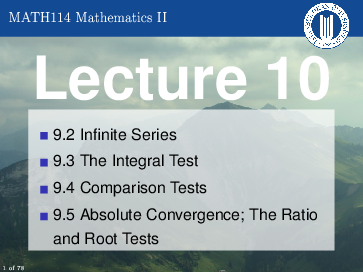 MATH114 Mathematics II
Lecture 10
9.2 Infinite Series
9.3 The Integral Test
9.4 Comparison Tests
9.5 Absolute Convergence; The Ratio
and Root Tests
1 of 78